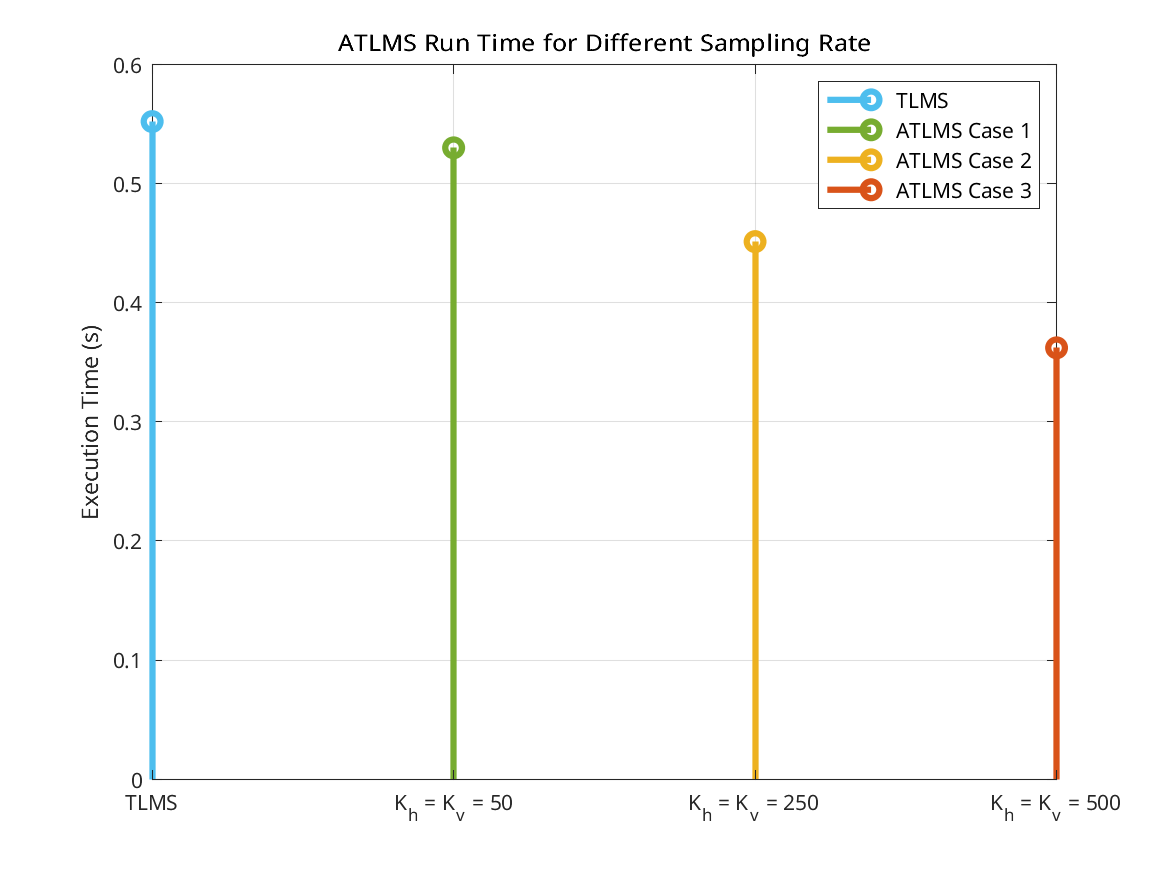 ATLMS Run Time for Different Sampling Rate
0.6
0.5
0.4
0.3
0.2
0.1
0
Execution Time (s)
TLMS
ATLMS Case 1
ATLMS Case 2
ATLMS Case 3
TLMS
K_h = K_v = 50
K_h = K_v = 250
K_h = K_v = 500